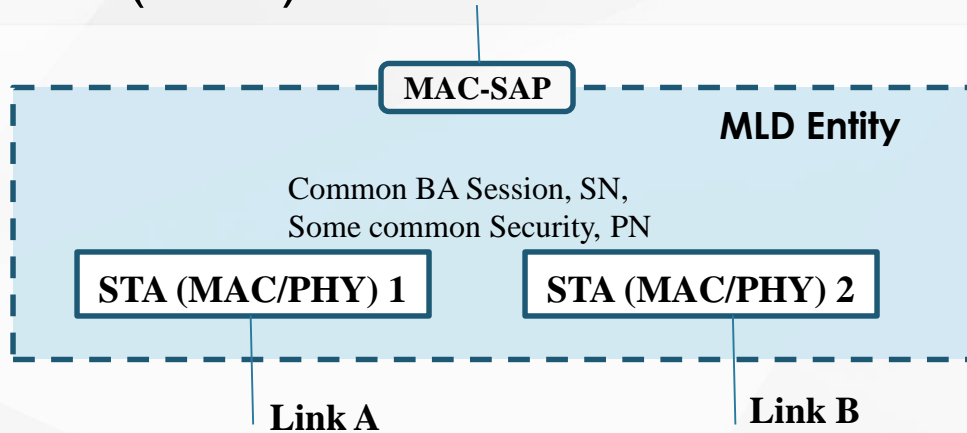 MAC-SAP
MLD Entity
Common BA Session, SN,
Some common Security, PN
STA (MAC/PHY) 1
STA (MAC/PHY) 2
Link A
Link B